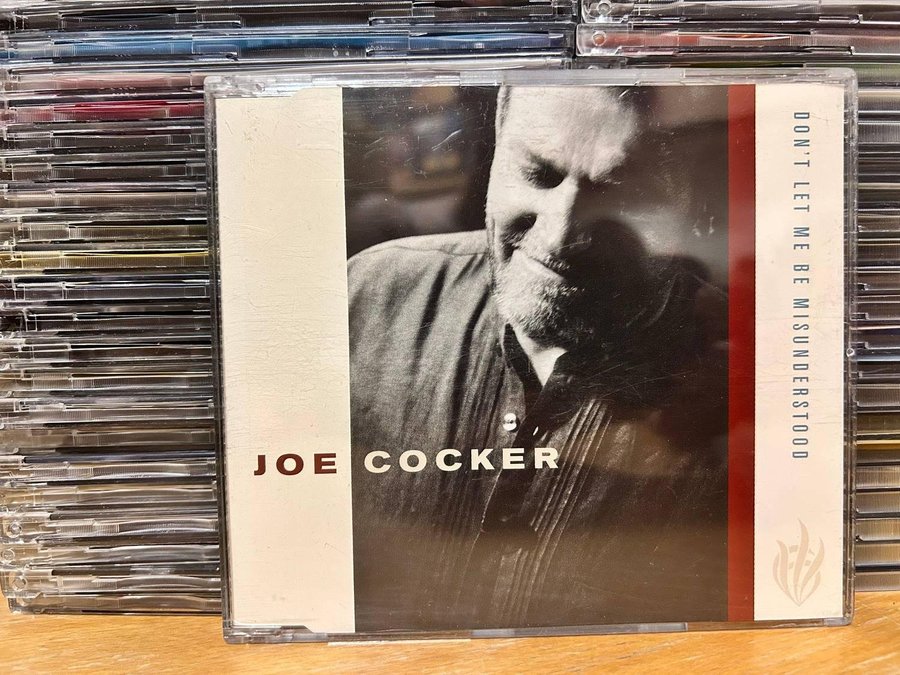 JOE COCKER
DON'T LET ME BE MISUNDERSTOOD